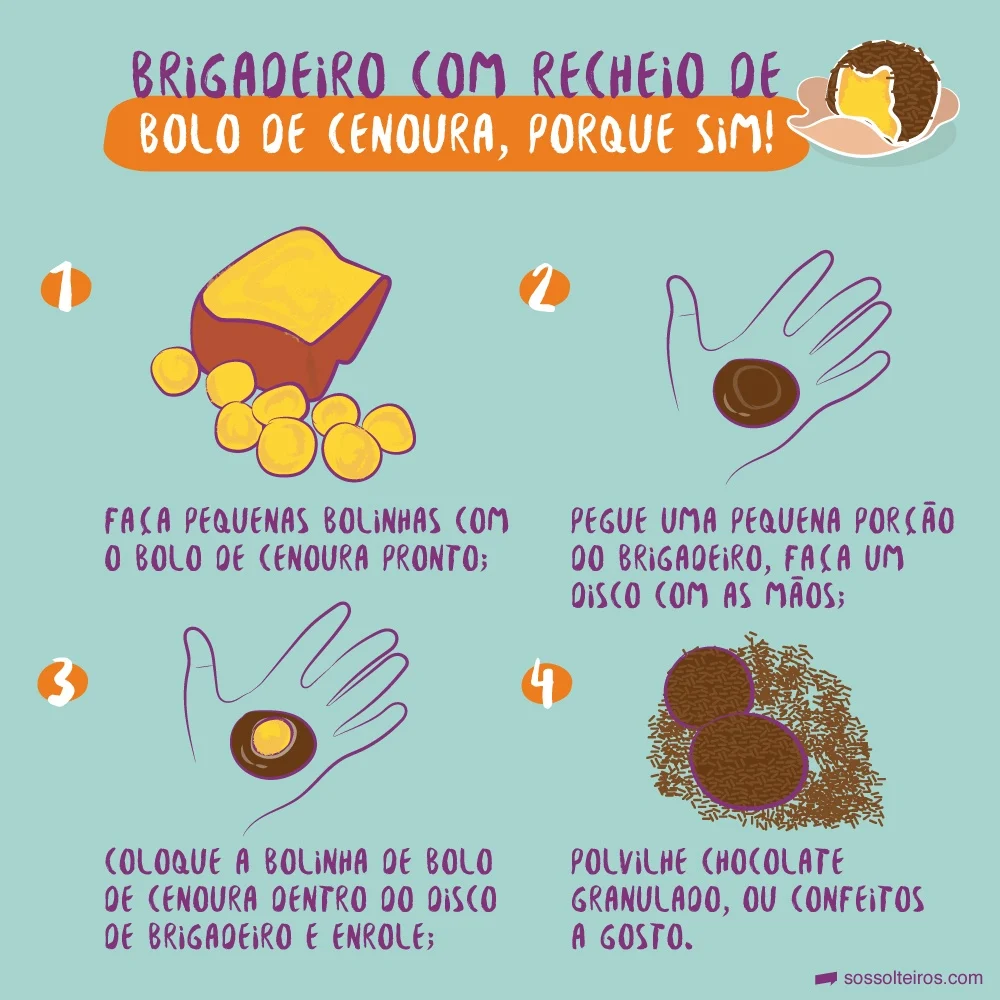 BRIGADEIRO COM RECHEIO DE
BOLO DE CENOURA, PORQUE SIM!
1
FAÇA PEQUENAS BOLINHAS COM
O BOLO DE CENOURA PRONTO;
2
PEGUE UMA PEQUENA PORÇÃO
DO BRIGADEIRO, FAÇA UM
DISCO COM AS MÃOS;
3
COLOQUE A BOLINHA DE BOLO
DE CENOURA DENTRO DO DISCO
DE BRIGADEIRO E ENROLE;
4
POLVILHE CHOCOLATE
GRANULADO, OU CONFEITOS
A GOSTO.
sossolteiros.com